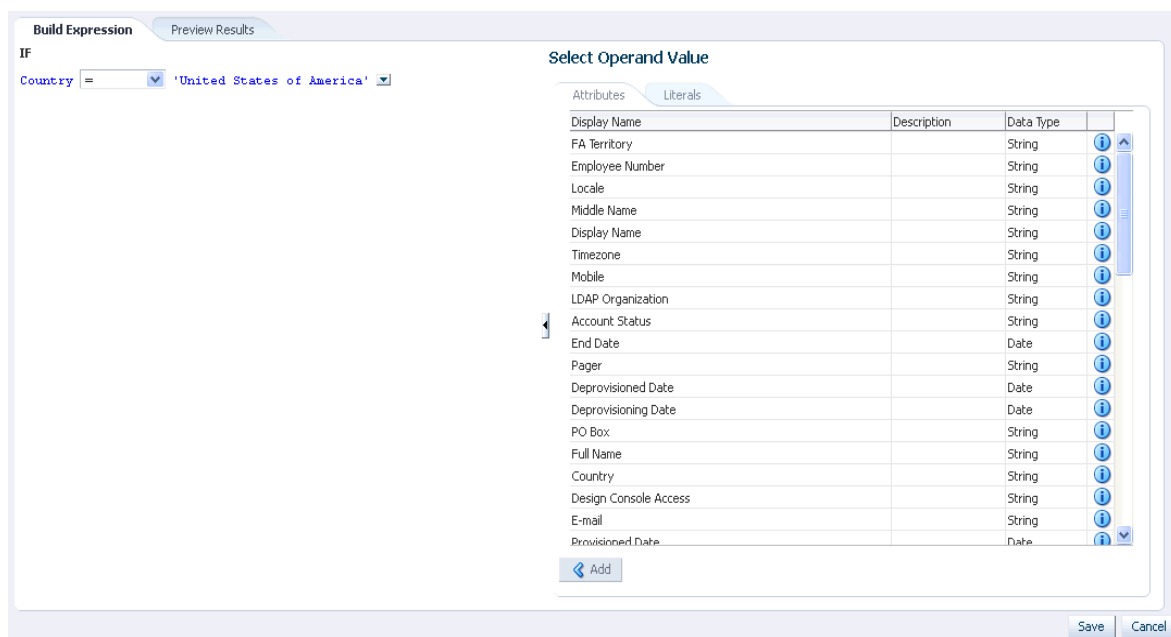 Build Expression Preview Results
IF
Country = 'United States of America'
Select Operand Value
Attributes Literals
Display Name Description Data Type
FA Territory String
Employee Number String
Locale String
Middle Name String
Display Name String
Timezone String
Mobile String
LDAP Organization String
Account Status String
End Date Date
Pager String
Deprovisioned Date Date
Deprovisioning Date Date
PO Box String
Full Name String
Country String
Design Console Access String
E-mail String
Provisioned Date Date
Add
Save Cancel